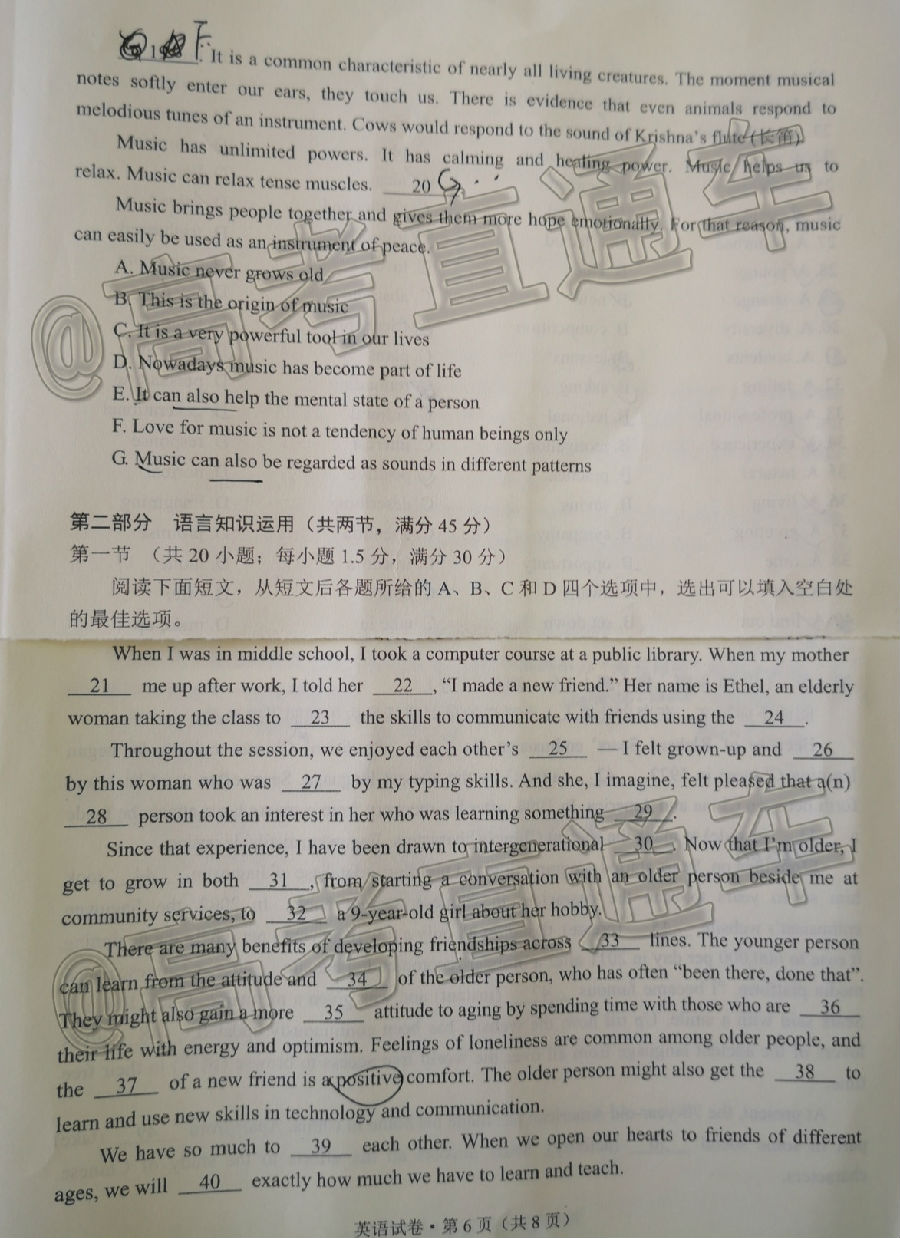 F
. It is a common characteristic of nearly all living creatures. The moment musical
notes softly enter our ears, they touch us. There is evidence that even animals respond to
melodious tunes of an instrument. Cows would respond to the sound of Krishna's flute (长笛)
Music has unlimited powers. It has calming and healing power. Music helps us to
relax. Music can relax tense muscles. 20 G
Music brings people together and gives them more hope emotionally. For that reason, music
can easily be used as an instrument of peace.
A. Music never grows old
B. This is the origin of music
C. It is a very powerful tool in our lives
D. Nowadays music has become part of life
E. It can also help the mental state of a person
F. Love for music is not a tendency of human beings only
G. Music can also be regarded as sounds in different patterns
第二部分 语言知识运用（共两节，满分 45 分）
第一节 （共 20 小题；每小题 1.5 分，满分 30 分）
阅读下面短文，从短文后各题所给的 A、B、C 和 D 四个选项中，选出可以填入空白处
的最佳选项。
When I was in middle school, I took a computer course at a public library. When my mother
21 me up after work, I told her 22 , “I made a new friend.” Her name is Ethel, an elderly
woman taking the class to 23 the skills to communicate with friends using the 24 .
Throughout the session, we enjoyed each other's 25 — I felt grown-up and 26
by this woman who was 27 by my typing skills. And she, I imagine, felt pleased that a(n)
28 person took an interest in her who was learning something 29 .
Since that experience, I have been drawn to intergenerational 30 . Now that I'm older, I
get to grow in both 31 , from starting a conversation with an older person beside me at
community services, to 32 a 9-year-old girl about her hobby.
There are many benefits of developing friendships across 33 lines. The younger person
can learn from the attitude and 34 of the older person, who has often “been there, done that”.
They might also gain a more 35 attitude to aging by spending time with those who are 36
their life with energy and optimism. Feelings of loneliness are common among older people, and
the 37 of a new friend is a positive comfort. The older person might also get the 38 to
learn and use new skills in technology and communication.
We have so much to 39 each other. When we open our hearts to friends of different
ages, we will 40 exactly how much we have to learn and teach.
英语试卷·第 6 页（共 8 页）
@高考直通车
@高考直通车